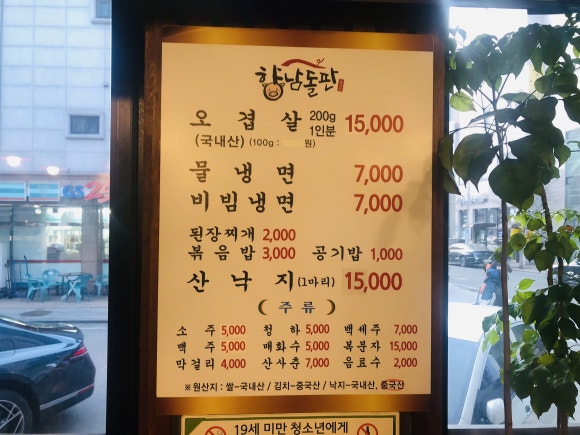 향남돌판
오겹살 200g 1인분 15,000
(국내산) (100g : 원)
물냉면 7,000
비빔냉면 7,000
된장찌개 2,000
볶음밥 3,000 공기밥 1,000
산낙지 (1마리) 15,000
주류
소주 5,000 청하 5,000 백세주 7,000
맥주 5,000 매화수 5,000 복분자 15,000
막걸리 4,000 산사춘 7,000 음료수 2,000
※ 원산지 : 쌀-국내산 / 김치-중국산 / 낙지-국내산, 중국산
19세 미만 청소년에게
GS25